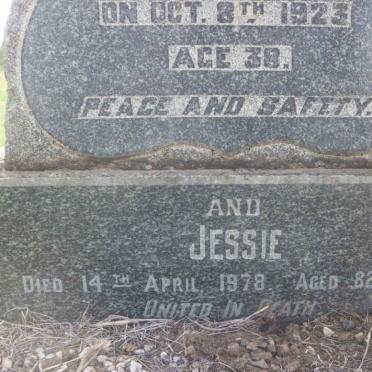 ON OCT. 8TH 1923
AGE 38.
PEACE AND SAFETY.
AND
JESSIE
DIED 14TH APRIL, 1978, AGED 82
UNITED IN DEATH